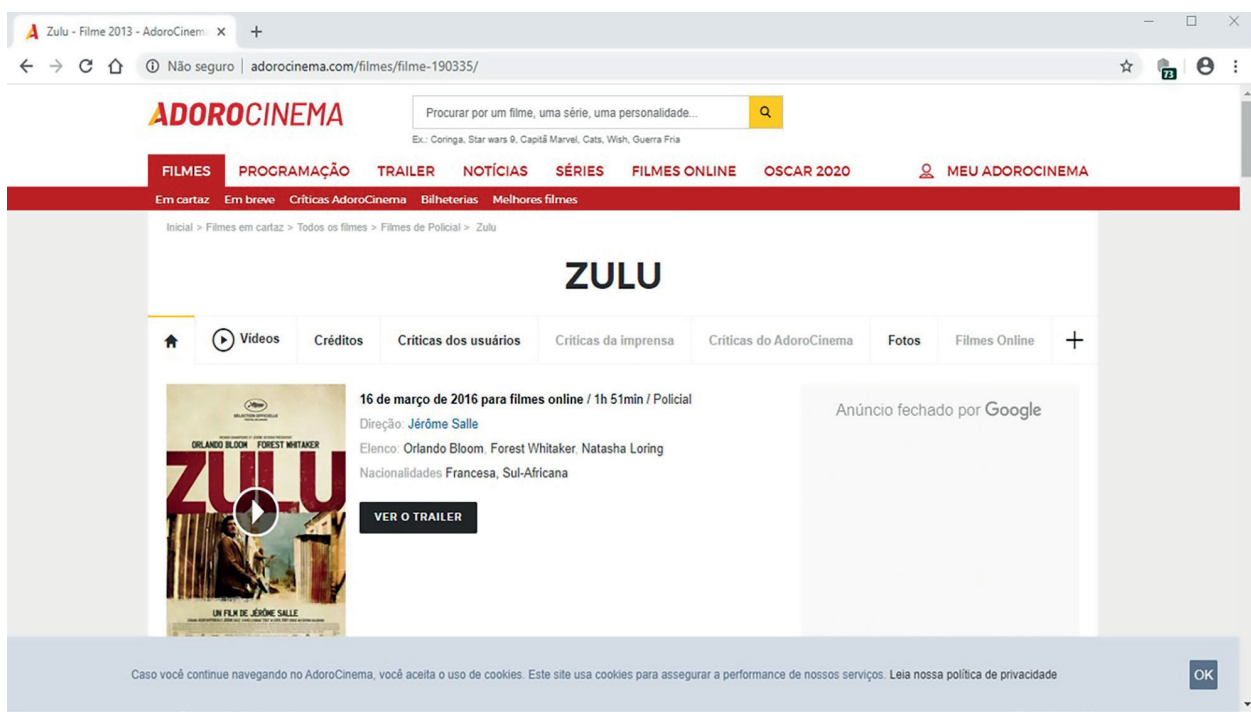 Zulu - Filme 2013 - AdoroCinem
Não seguro | adorocinema.com/filmes/filme-190335/
73
ADOROCINEMA
Procurar por um filme, uma série, uma personalidade...
Ex.: Coringa, Star wars 9, Capitã Marvel, Cats, Wish, Guerra Fria
FILMES PROGRAMAÇÃO TRAILER NOTÍCIAS SÉRIES FILMES ONLINE OSCAR 2020 MEU ADOROCINEMA
Em cartaz Em breve Críticas AdoroCinema Bilheterias Melhores filmes
Inicial > Filmes em cartaz > Todos os filmes > Filmes de Policial > Zulu
ZULU
Vídeos Créditos Críticas dos usuários Críticas da imprensa Críticas do AdoroCinema Fotos Filmes Online
SÉLECTION OFFICIELLE
ORLANDO BLOOM FOREST WHITAKER
ZULU
UN FILM DE JÉRÔME SALLE
16 de março de 2016 para filmes online / 1h 51min / Policial
Direção: Jérôme Salle
Elenco: Orlando Bloom, Forest Whitaker, Natasha Loring
Nacionalidades Francesa, Sul-Africana
VER O TRAILER
Anúncio fechado por Google
Caso você continue navegando no AdoroCinema, você aceita o uso de cookies. Este site usa cookies para assegurar a performance de nossos serviços. Leia nossa política de privacidade
OK